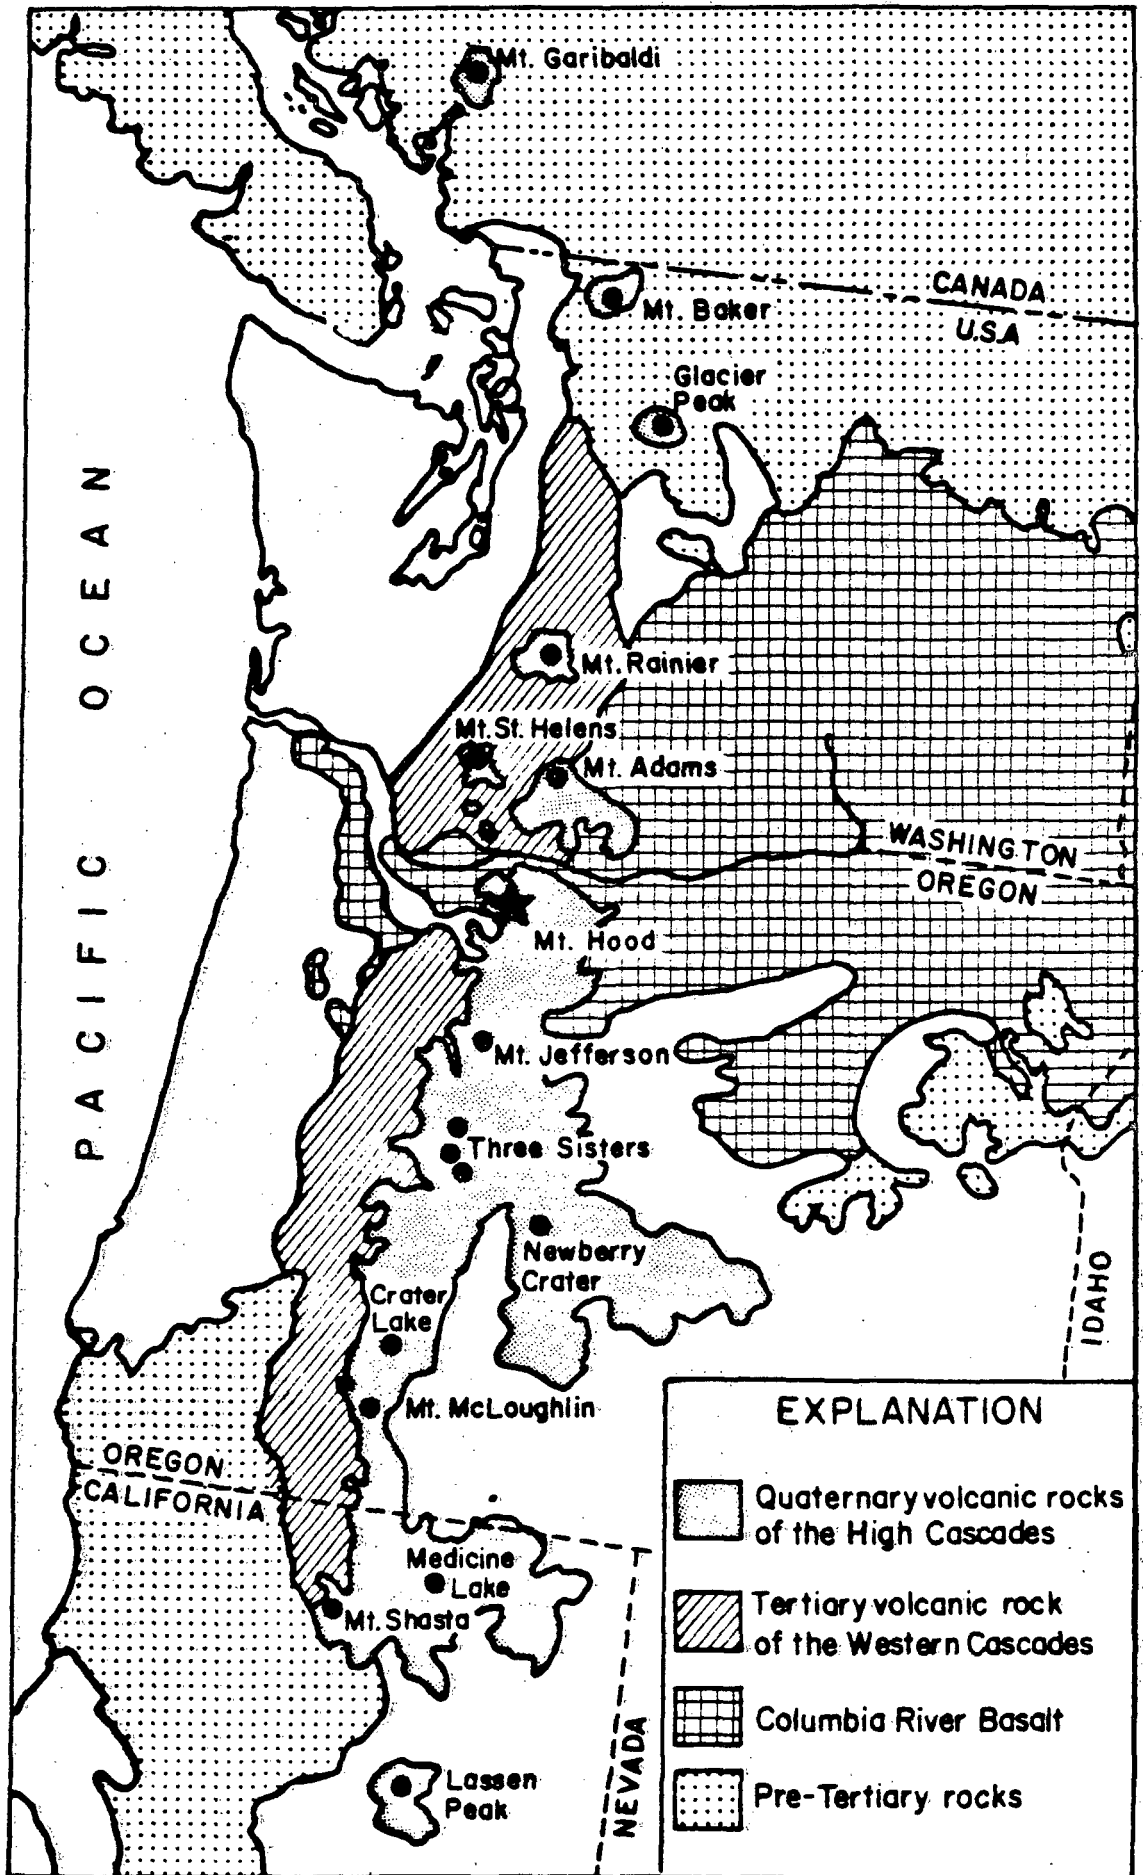 Mt. Garibaldi
CANADA
U.S.A
Mt. Baker
Glacier
Peak
PACIFIC OCEAN
Mt. Rainier
Mt. St. Helens
Mt. Adams
WASHINGTON
OREGON
Mt. Hood
Mt. Jefferson
Three Sisters
Newberry
Crater
Crater
Lake
IDAHO
Mt. McLoughlin
OREGON
CALIFORNIA
Medicine
Lake
Mt. Shasta
Lassen
Peak
NEVADA
EXPLANATION
Quaternary volcanic rocks
of the High Cascades
Tertiary volcanic rock
of the Western Cascades
Columbia River Basalt
Pre-Tertiary rocks